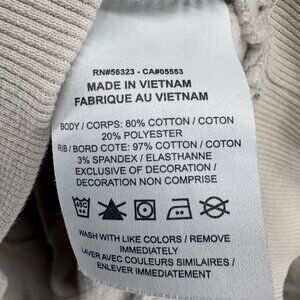 RN#56323 - CA#05553
MADE IN VIETNAM
FABRIQUE AU VIETNAM
BODY / CORPS: 80% COTTON / COTON
20% POLYESTER
RIB / BORD COTE: 97% COTTON / COTON
3% SPANDEX / ELASTHANNE
EXCLUSIVE OF DECORATION /
DECORATION NON COMPRISE
WASH WITH LIKE COLORS / REMOVE
IMMEDIATELY
LAVER AVEC COULEURS SIMILAIRES /
ENLEVER IMMEDIATEMENT